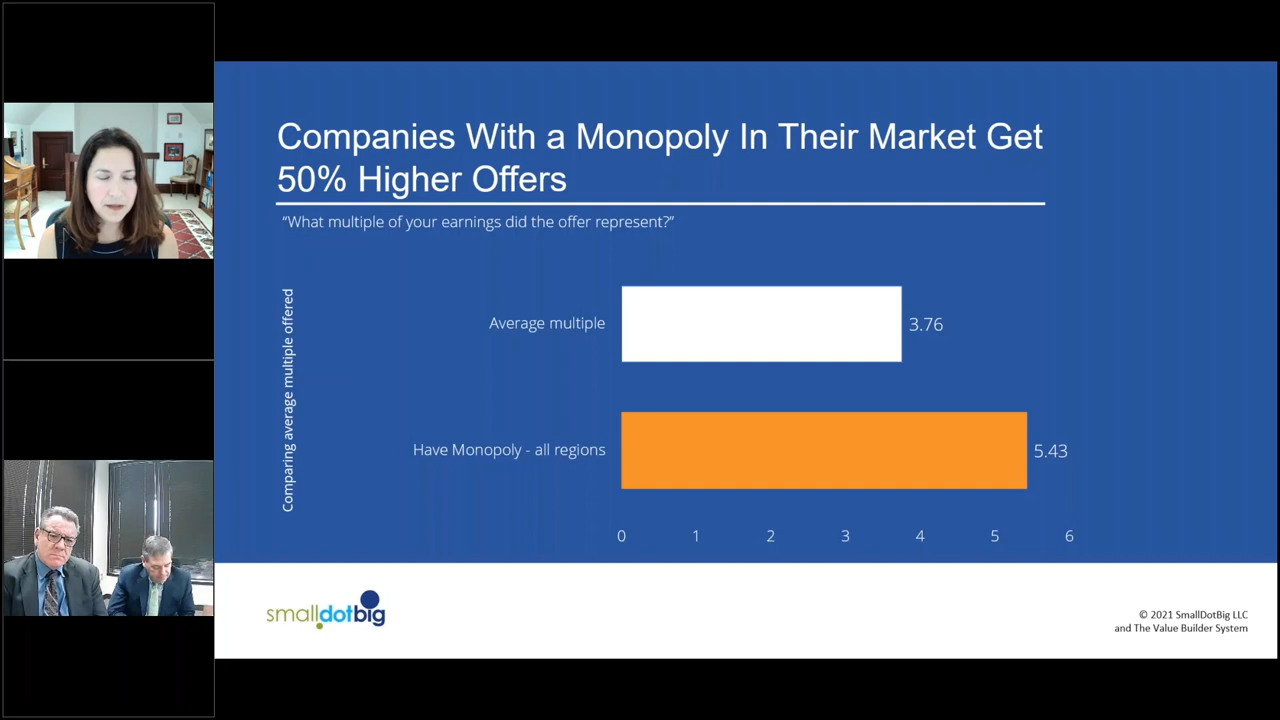 Companies With a Monopoly In Their Market Get
50% Higher Offers
“What multiple of your earnings did the offer represent?”
Comparing average multiple offered
Average multiple
3.76
Have Monopoly - all regions
5.43
0 1 2 3 4 5 6
smalldotbig
© 2021 SmallDotBig LLC
and The Value Builder System